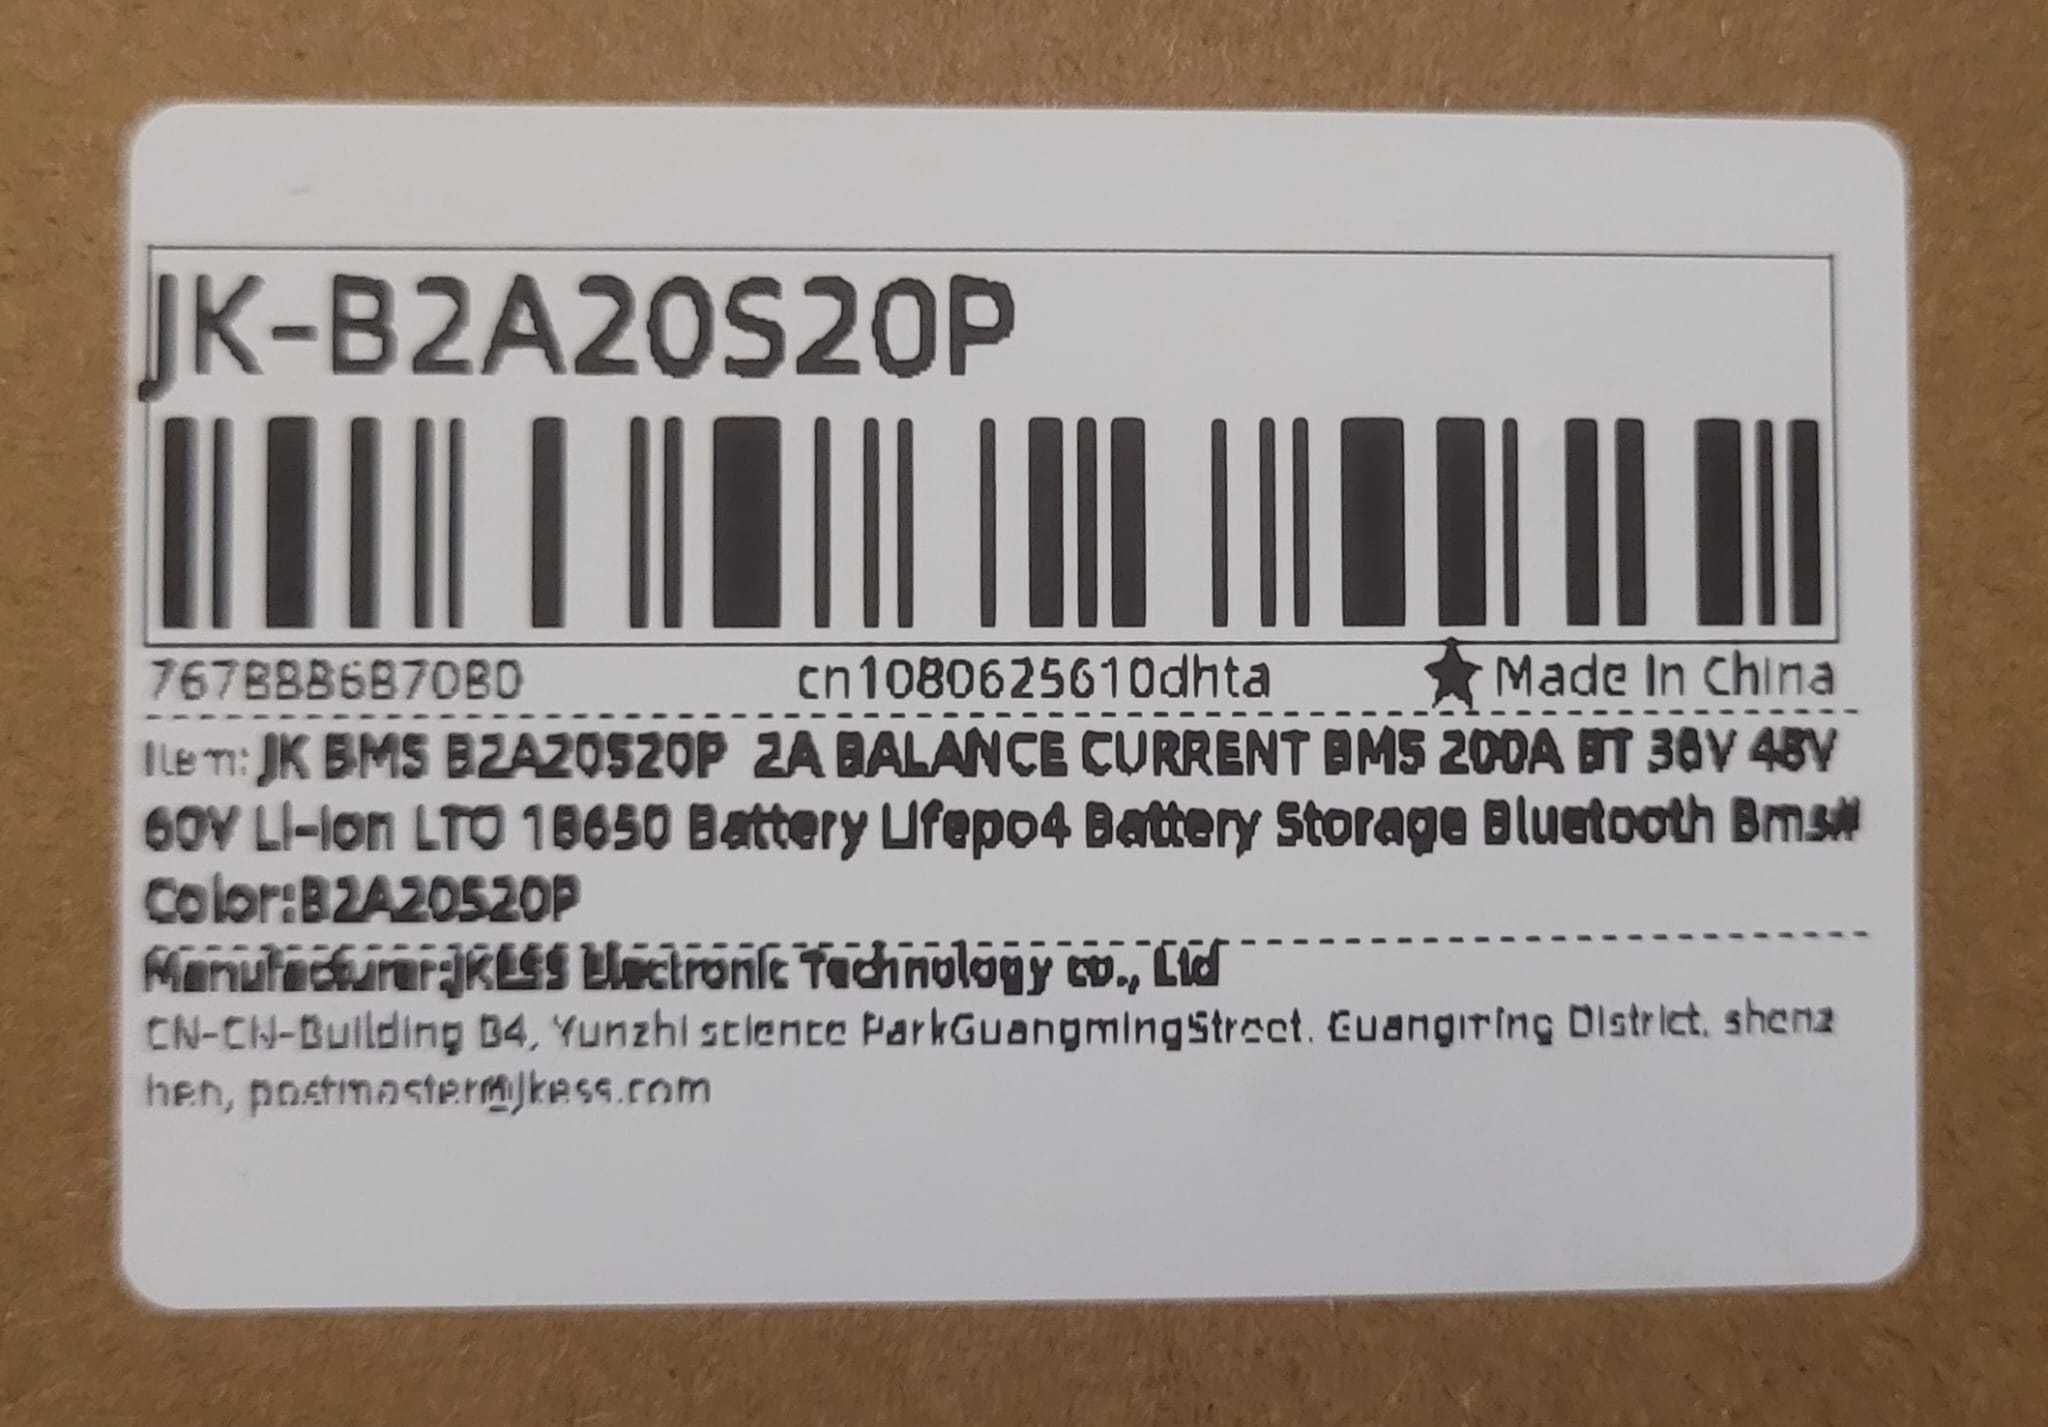 JK-B2A20S20P
767888687080 cn1080625610dhta Made In China
Item: JK BMS B2A20S20P 2A BALANCE CURRENT BMS 200A BT 36V 48V
60V Li-ion LTO 18650 Battery Lifepo4 Battery Storage Bluetooth Bms#
Color:B2A20S20P
Manufacturer:JKESS Electronic Technology co., Ltd
CN-CN-Building B4, Yunzhi science ParkGuangmingStreet, Guangming District, shenz
hen, postmaster@jkess.com